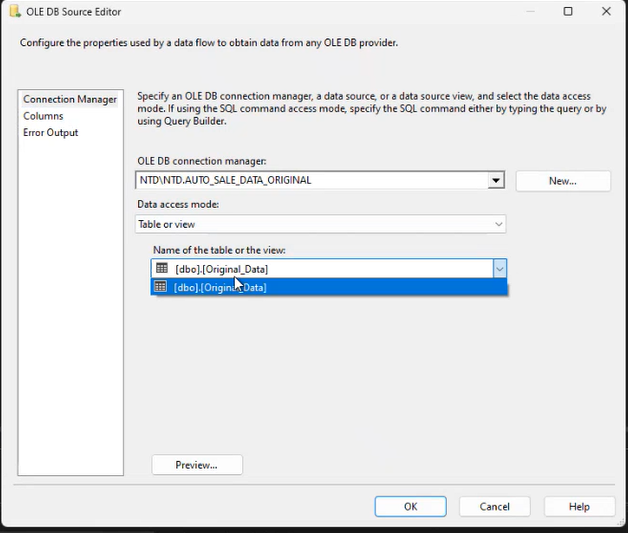 OLE DB Source Editor
Configure the properties used by a data flow to obtain data from any OLE DB provider.
Connection Manager
Columns
Error Output
Specify an OLE DB connection manager, a data source, or a data source view, and select the data access
mode. If using the SQL command access mode, specify the SQL command either by typing the query or by
using Query Builder.
OLE DB connection manager:
NTD\NTD.AUTO_SALE_DATA_ORIGINAL
New...
Data access mode:
Table or view
Name of the table or the view:
[dbo].[Original_Data]
[dbo].[Original_Data]
Preview...
OK
Cancel
Help